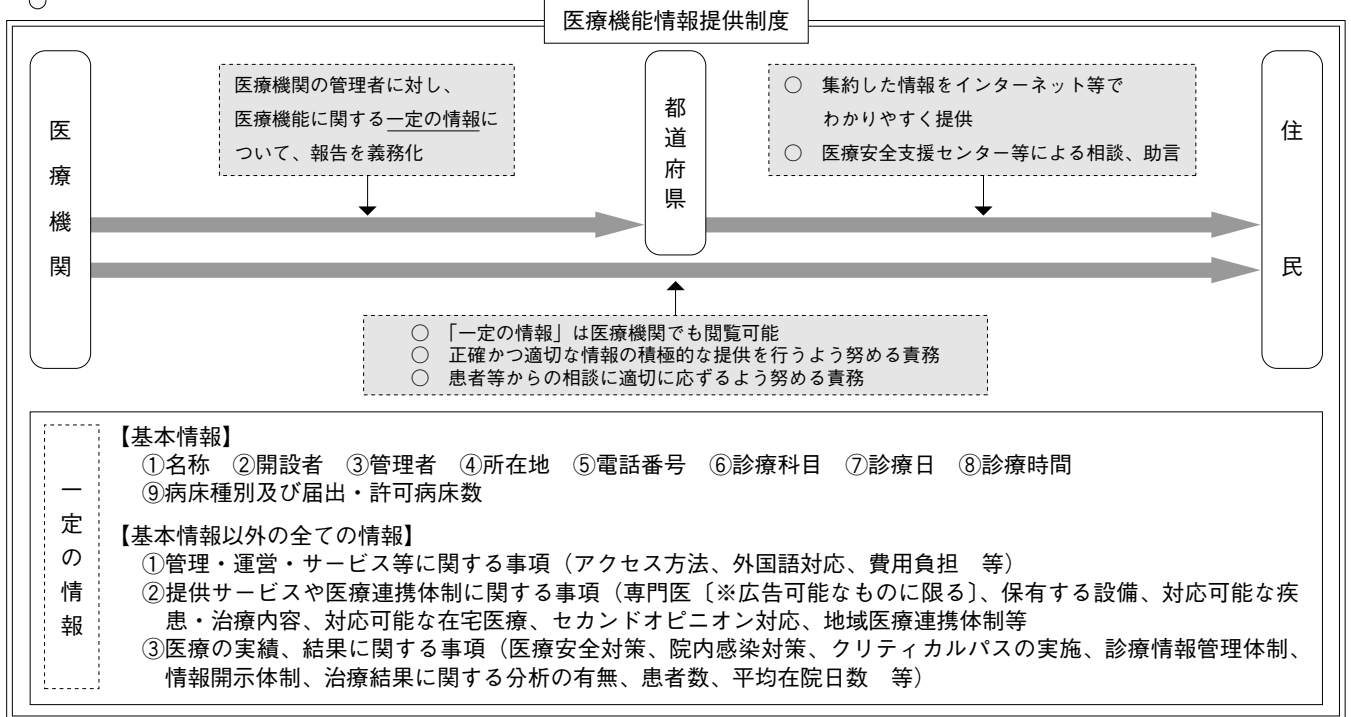 ○
医療機能情報提供制度
医療機関
医療機関の管理者に対し、
医療機能に関する一定の情報に
ついて、報告を義務化
都道府県
○ 集約した情報をインターネット等で
わかりやすく提供
○ 医療安全支援センター等による相談、助言
住民
○ 「一定の情報」は医療機関でも閲覧可能
○ 正確かつ適切な情報の積極的な提供を行うよう努める責務
○ 患者等からの相談に適切に応ずるよう努める責務
一定の情報
【基本情報】
①名称 ②開設者 ③管理者 ④所在地 ⑤電話番号 ⑥診療科目 ⑦診療日 ⑧診療時間
⑨病床種別及び届出・許可病床数
【基本情報以外の全ての情報】
①管理・運営・サービス等に関する事項（アクセス方法、外国語対応、費用負担 等）
②提供サービスや医療連携体制に関する事項（専門医〔※広告可能なものに限る〕、保有する設備、対応可能な疾
患・治療内容、対応可能な在宅医療、セカンドオピニオン対応、地域医療連携体制等
③医療の実績、結果に関する事項（医療安全対策、院内感染対策、クリティカルパスの実施、診療情報管理体制、
情報開示体制、治療結果に関する分析の有無、患者数、平均在院日数 等）